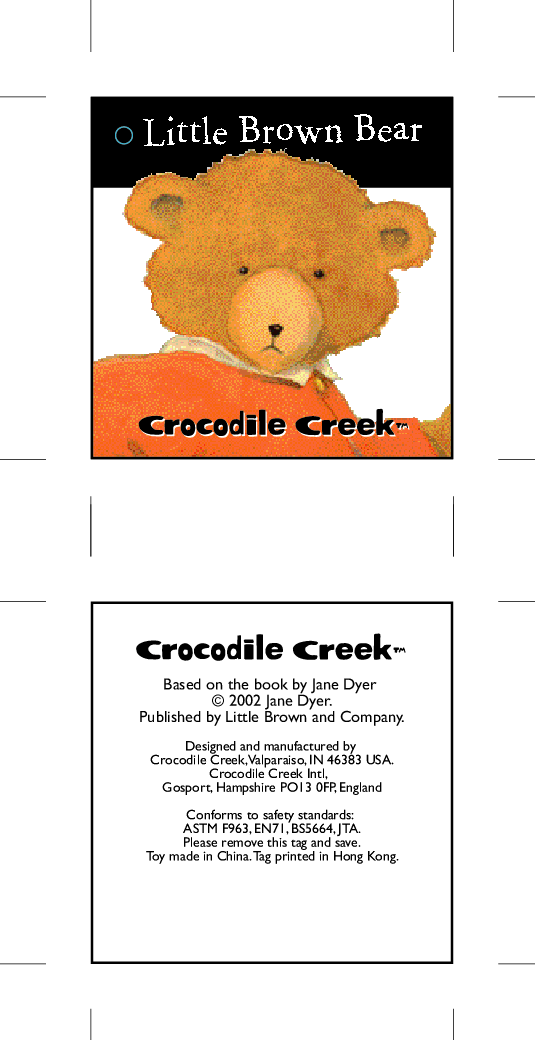 Little Brown Bear
Crocodile Creek™
Crocodile Creek™
Based on the book by Jane Dyer
© 2002 Jane Dyer.
Published by Little Brown and Company.
Designed and manufactured by
Crocodile Creek,Valparaiso, IN 46383 USA.
Crocodile Creek Intl,
Gosport, Hampshire PO13 0FP, England
Conforms to safety standards:
ASTM F963, EN71, BS5664, JTA.
Please remove this tag and save.
Toy made in China. Tag printed in Hong Kong.